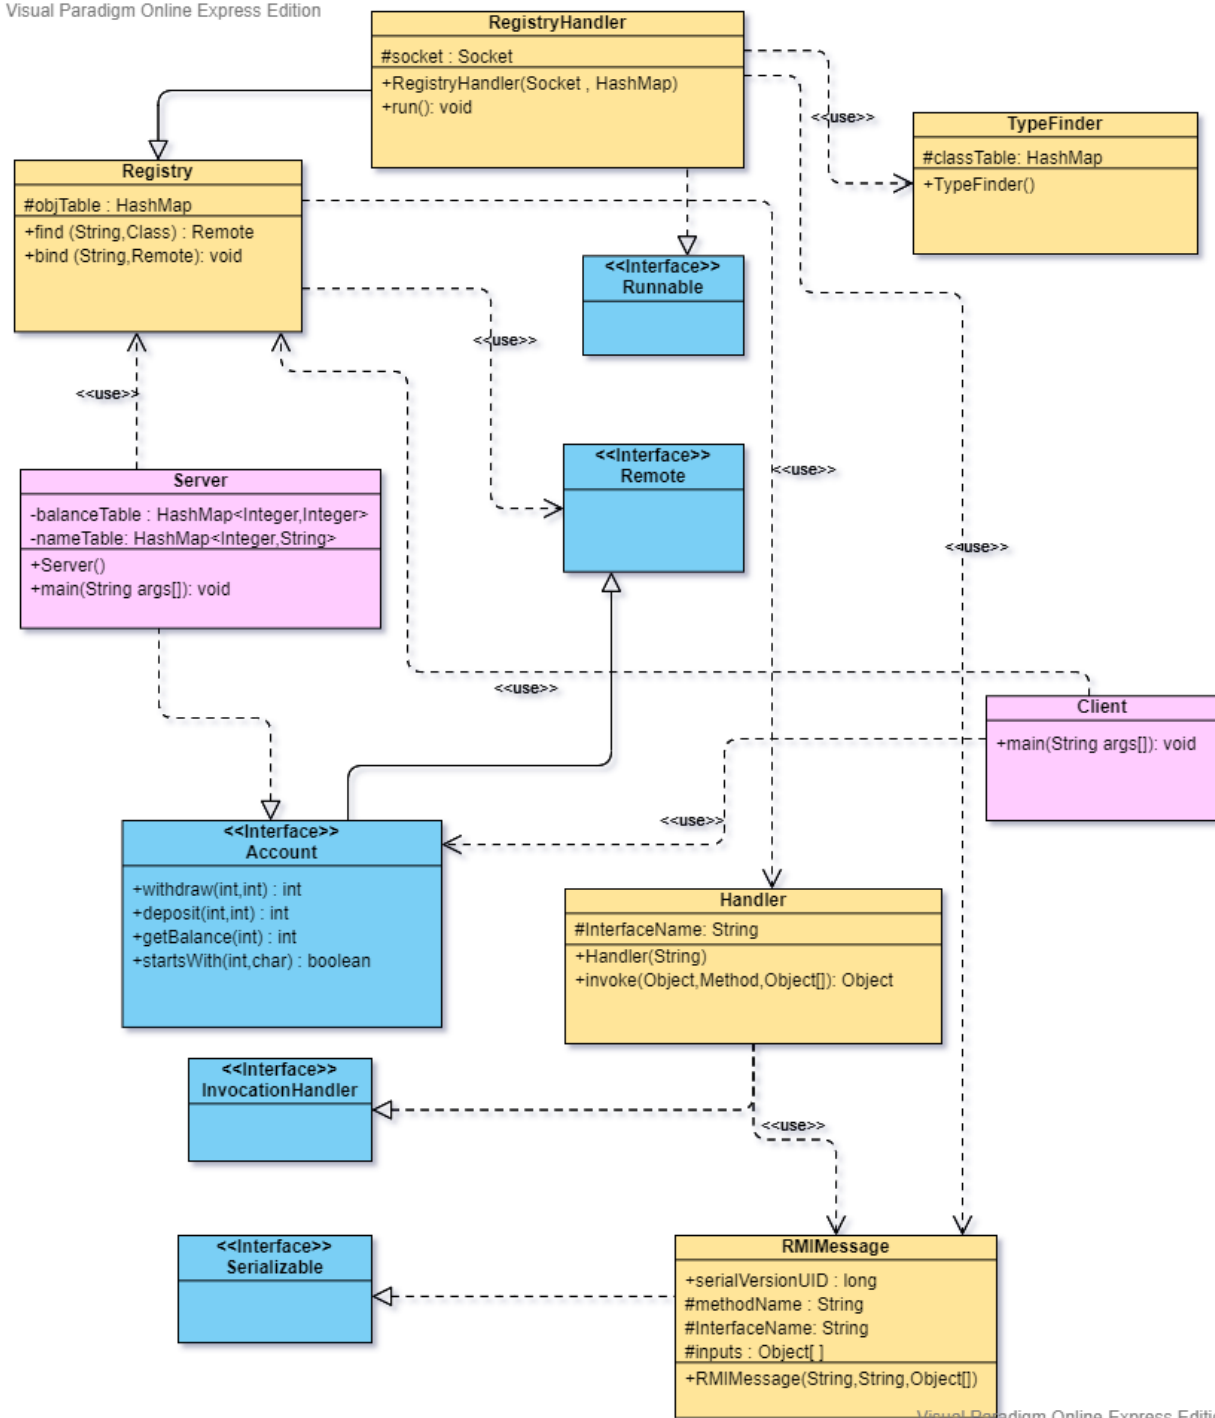 Visual Paradigm Online Express Edition
RegistryHandler
#socket : Socket
+RegistryHandler(Socket , HashMap)
+run(): void
<<use>>
TypeFinder
#classTable: HashMap
+TypeFinder()
Registry
#objTable : HashMap
+find (String,Class) : Remote
+bind (String,Remote): void
<<Interface>>
Runnable
<<use>>
<<use>>
<<Interface>>
Remote
<<use>>
Server
-balanceTable : HashMap<Integer,Integer>
-nameTable: HashMap<Integer,String>
+Server()
+main(String args[]): void
<<use>>
<<use>>
Client
+main(String args[]): void
<<use>>
<<Interface>>
Account
+withdraw(int,int) : int
+deposit(int,int) : int
+getBalance(int) : int
+startsWith(int,char) : boolean
Handler
#InterfaceName: String
+Handler(String)
+invoke(Object,Method,Object[]): Object
<<Interface>>
InvocationHandler
<<use>>
<<Interface>>
Serializable
RMIMessage
+serialVersionUID : long
#methodName : String
#InterfaceName: String
#inputs : Object[ ]
+RMIMessage(String,String,Object[])
Visual Paradigm Online Express Editi